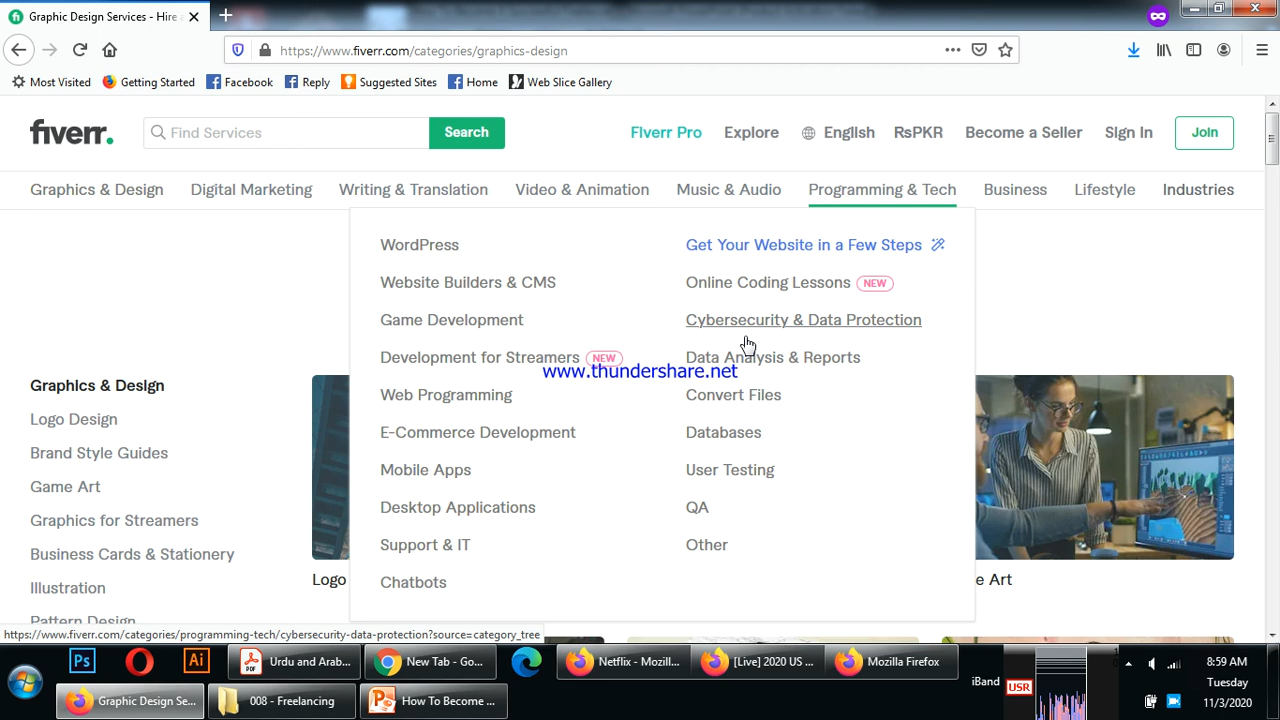 Graphic Design Services - Hire
https://www.fiverr.com/categories/graphics-design
Most Visited Getting Started Facebook Reply Suggested Sites Home Web Slice Gallery
fiverr. Find Services Search Fiverr Pro Explore English RsPKR Become a Seller Sign In Join
Graphics & Design Digital Marketing Writing & Translation Video & Animation Music & Audio Programming & Tech Business Lifestyle Industries
WordPress Get Your Website in a Few Steps
Website Builders & CMS Online Coding Lessons NEW
Game Development Cybersecurity & Data Protection
Development for Streamers NEW Data Analysis & Reports
www.thundershare.net
Graphics & Design Web Programming Convert Files
Logo Design E-Commerce Development Databases
Brand Style Guides Mobile Apps User Testing
Game Art Desktop Applications QA
Graphics for Streamers Support & IT Other
Business Cards & Stationery Chatbots
Illustration Logo e Art
Pattern Design
https://www.fiverr.com/categories/programming-tech/cybersecurity-data-protection?source=category_tree
Ps Ai PDF Urdu and Arab... New Tab - Go... Netflix - Mozill... [Live] 2020 US ... Mozilla Firefox iBand USR 8:59 AM
Tuesday
Graphic Design Se... 008 - Freelancing How To Become ... 11/3/2020